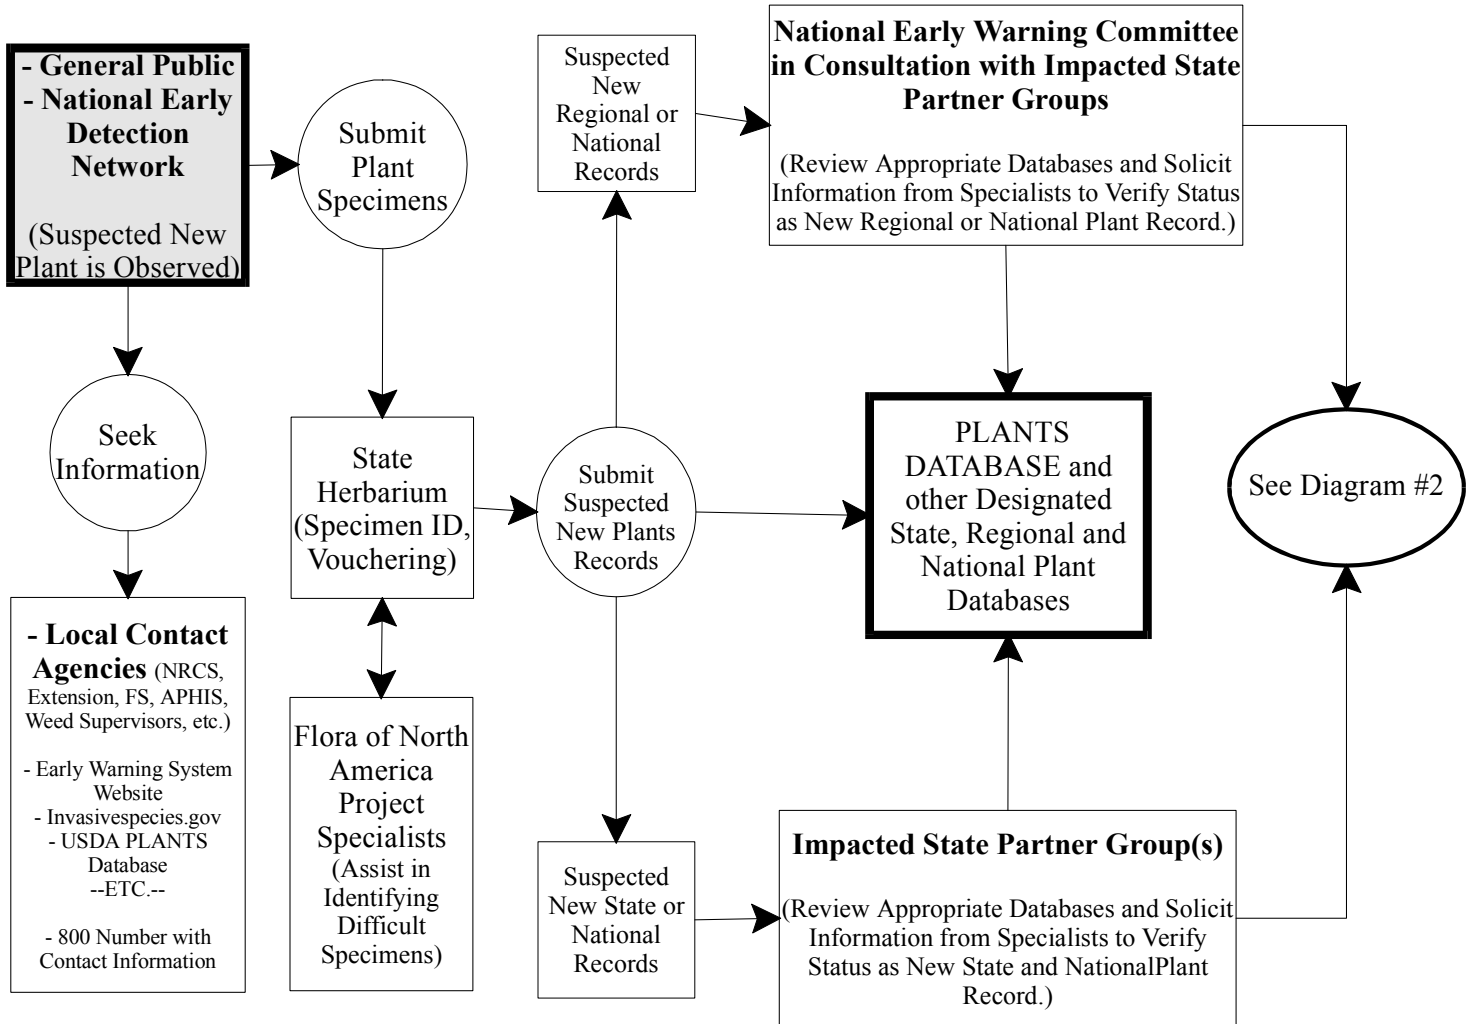 - General Public
- National Early
Detection
Network
(Suspected New
Plant is Observed)
Submit
Plant
Specimens
Seek
Information
- Local Contact
Agencies (NRCS,
Extension, FS, APHIS,
Weed Supervisors, etc.)
- Early Warning System
Website
- Invasivespecies.gov
- USDA PLANTS
Database
--ETC.--
- 800 Number with
Contact Information
State
Herbarium
(Specimen ID,
Vouchering)
Flora of North
America
Project
Specialists
(Assist in
Identifying
Difficult
Specimens)
Submit
Suspected
New Plants
Records
Suspected
New
Regional or
National
Records
National Early Warning Committee
in Consultation with Impacted State
Partner Groups
(Review Appropriate Databases and Solicit
Information from Specialists to Verify Status
as New Regional or National Plant Record.)
PLANTS
DATABASE and
other Designated
State, Regional and
National Plant
Databases
See Diagram #2
Suspected
New State or
National
Records
Impacted State Partner Group(s)
(Review Appropriate Databases and Solicit
Information from Specialists to Verify
Status as New State and NationalPlant
Record.)